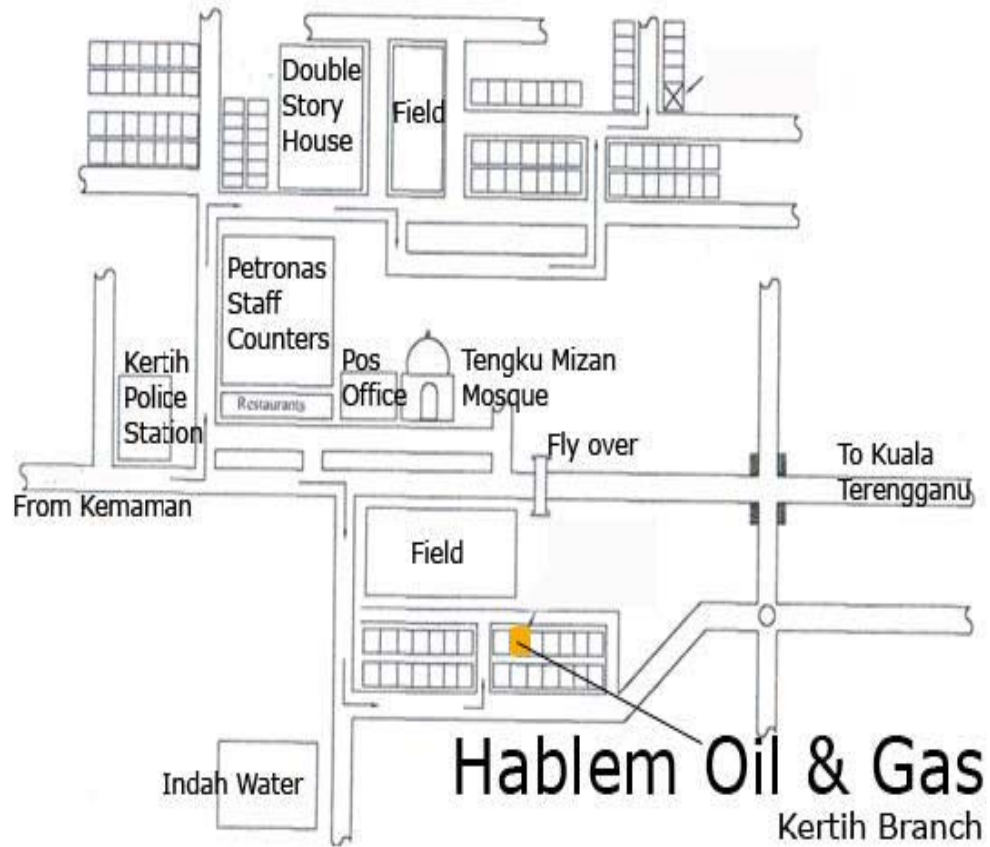 Double
Story
House
Field
Petronas
Staff
Counters
Kertih
Police
Station
Pos
Office
Tengku Mizan
Mosque
Restaurants
Fly over
To Kuala
Terengganu
From Kemaman
Field
Hablem Oil & Gas
Indah Water
Kertih Branch